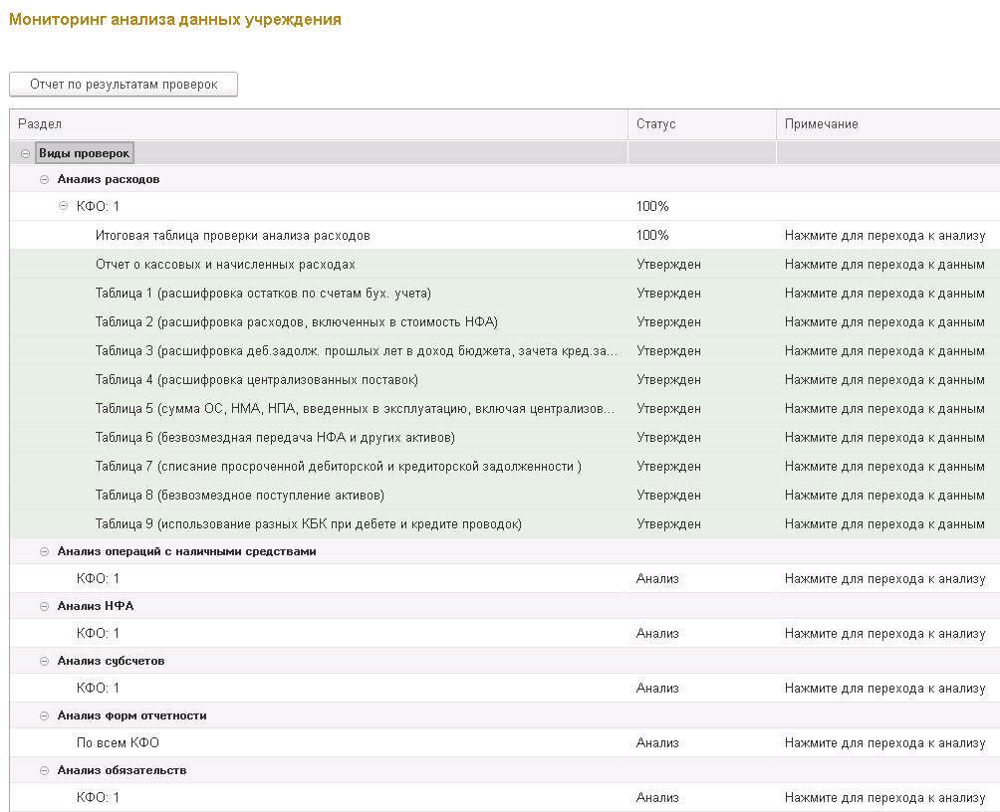 Мониторинг анализа данных учреждения
Отчет по результатам проверок
Раздел Статус Примечание
Виды проверок
Анализ расходов
КФО: 1 100%
Итоговая таблица проверки анализа расходов 100% Нажмите для перехода к анализу
Отчет о кассовых и начисленных расходах Утвержден Нажмите для перехода к данным
Таблица 1 (расшифровка остатков по счетам бух. учета) Утвержден Нажмите для перехода к данным
Таблица 2 (расшифровка расходов, включенных в стоимость НФА) Утвержден Нажмите для перехода к данным
Таблица 3 (расшифровка деб.задолж. прошлых лет в доход бюджета, зачета кред.за... Утвержден Нажмите для перехода к данным
Таблица 4 (расшифровка централизованных поставок) Утвержден Нажмите для перехода к данным
Таблица 5 (сумма ОС, НМА, НПА, введенных в эксплуатацию, включая централизов... Утвержден Нажмите для перехода к данным
Таблица 6 (безвозмездная передача НФА и других активов) Утвержден Нажмите для перехода к данным
Таблица 7 (списание просроченной дебиторской и кредиторской задолженности ) Утвержден Нажмите для перехода к данным
Таблица 8 (безвозмездное поступление активов) Утвержден Нажмите для перехода к данным
Таблица 9 (использование разных КБК при дебете и кредите проводок) Утвержден Нажмите для перехода к данным
Анализ операций с наличными средствами
КФО: 1 Анализ Нажмите для перехода к анализу
Анализ НФА
КФО: 1 Анализ Нажмите для перехода к анализу
Анализ субсчетов
КФО: 1 Анализ Нажмите для перехода к анализу
Анализ форм отчетности
По всем КФО Анализ Нажмите для перехода к анализу
Анализ обязательств
КФО: 1 Анализ Нажмите для перехода к анализу